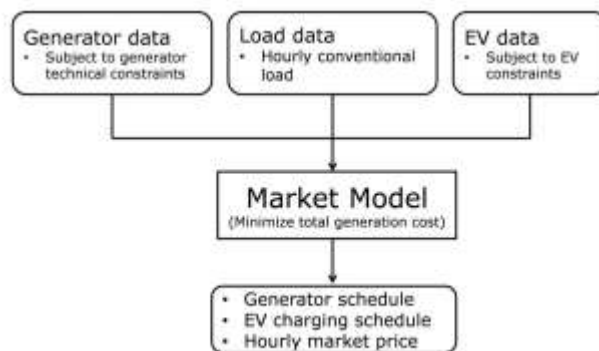 Generator data
• Subject to generator
technical constraints
Load data
• Hourly conventional
load
EV data
• Subject to EV
constraints
Market Model
(Minimize total generation cost)
• Generator schedule
• EV charging schedule
• Hourly market price